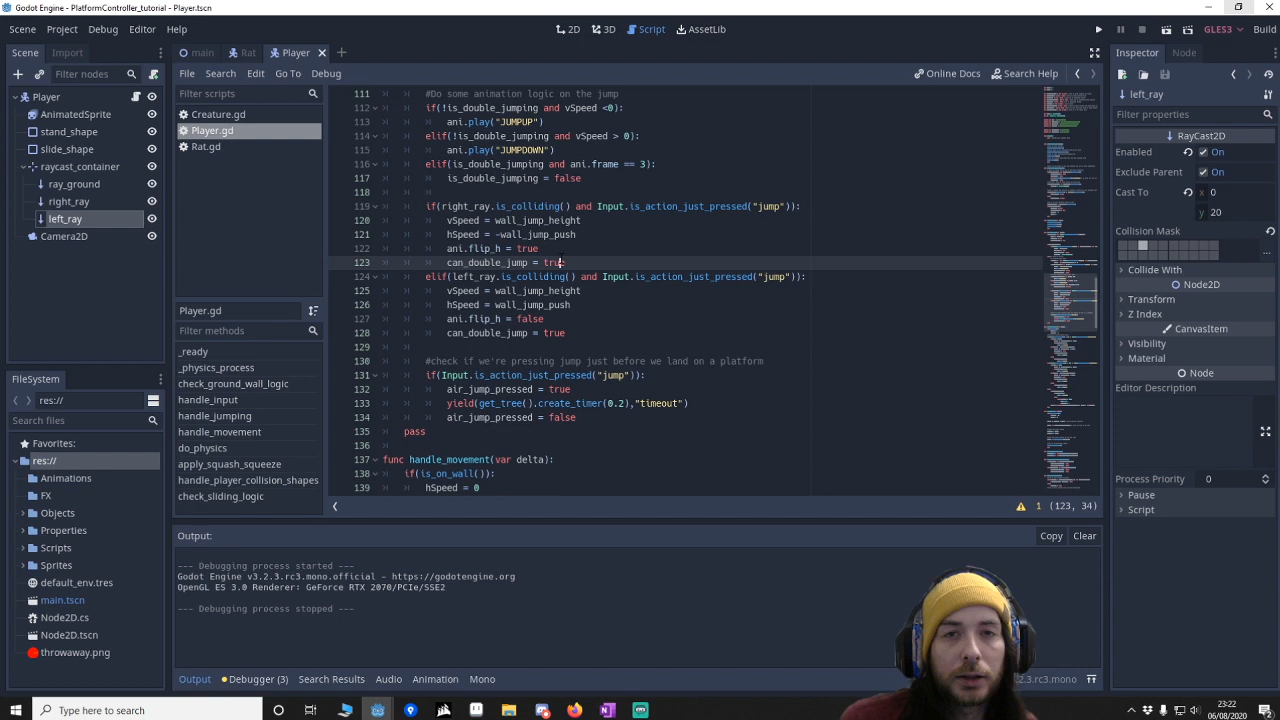 Godot Engine - PlatformController_tutorial - Player.tscn
Scene Project Debug Editor Help
2D 3D Script AssetLib
GLES3 Build
Scene Import
Filter nodes
Player
AnimatedSprite
stand_shape
slide_shape
raycast_container
ray_ground
right_ray
left_ray
Camera2D
FileSystem
res://
Search files
Favorites:
res://
Animations
FX
Objects
Properties
Scripts
Sprites
default_env.tres
main.tscn
Node2D.cs
Node2D.tscn
throwaway.png
main Rat Player
File Search Edit Go To Debug
Online Docs Search Help
Filter scripts
Creature.gd
Player.gd
Rat.gd
Player.gd
Filter methods
_ready
_physics_process
check_ground_wall_logic
handle_input
handle_jumping
handle_movement
do_physics
apply_squash_squeeze
handle_player_collision_shapes
check_sliding_logic
111 #Do some animation logic on the jump
112 if(!is_double_jumping and vSpeed <0):
113 ani.play("JUMPUP")
114 elif(!is_double_jumping and vSpeed > 0):
115 ani.play("JUMPDOWN")
116 elif(is_double_jumping and ani.frame == 3):
117 is_double_jumping = false
118
119 if(right_ray.is_colliding() and Input.is_action_just_pressed("jump")):
120 vSpeed = wall_jump_height
121 hSpeed = -wall_jump_push
122 ani.flip_h = true
123 can_double_jump = true
124 elif(left_ray.is_colliding() and Input.is_action_just_pressed("jump")):
125 vSpeed = wall_jump_height
126 hSpeed = wall_jump_push
127 ani.flip_h = false
128 can_double_jump = true
129
130 #check if we're pressing jump just before we land on a platform
131 if(Input.is_action_just_pressed("jump")):
132 air_jump_pressed = true
133 yield(get_tree().create_timer(0.2),"timeout")
134 air_jump_pressed = false
135 pass
136
137 func handle_movement(var delta):
138 if(is_on_wall()):
139 hSpeed = 0
1 (123, 34)
Output:
Copy Clear
--- Debugging process started ---
Godot Engine v3.2.3.rc3.mono.official - https://godotengine.org
OpenGL ES 3.0 Renderer: GeForce RTX 2070/PCIe/SSE2
--- Debugging process stopped ---
Output Debugger (3) Search Results Audio Animation Mono
.2.3.rc3.mono
Inspector Node
left_ray
Filter properties
RayCast2D
Enabled On
Exclude Parent On
Cast To x 0
y 20
Collision Mask
Collide With
Node2D
Transform
Z Index
CanvasItem
Visibility
Material
Node
Editor Description
Process Priority 0
Pause
Script
Type here to search
23:22
06/08/2020